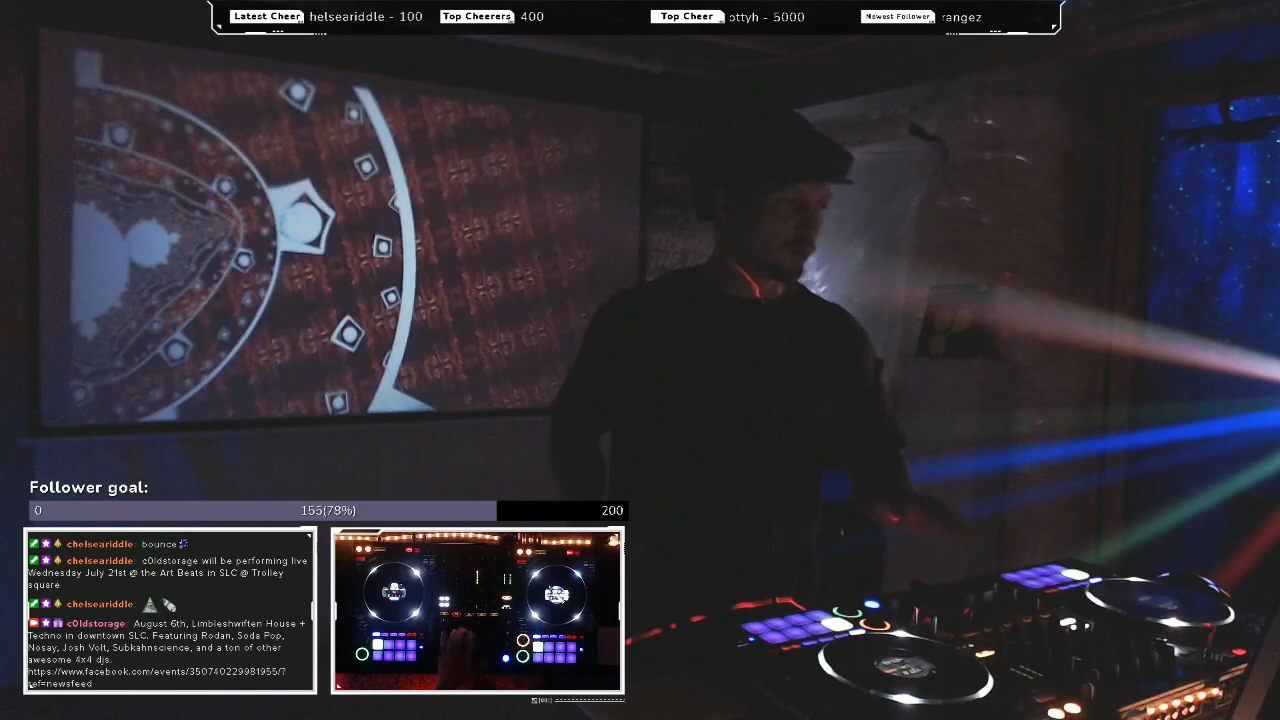 Latest Cheer helseariddle - 100 Top Cheerers 400 Top Cheer ottyh - 5000 Newest Follower rangez
Follower goal:
0 155(79%) 200
chelseariddle: bounce
chelseariddle: c0ldstorage will be performing live
Wednesday July 21st @ the Art Beats in SLC @ Trolley
square
chelseariddle:
c0ldstorage: August 6th, Limbleshwiften House +
Techno in downtown SLC. Featuring Rodan, Soda Pop,
Nosay, Josh Volt, Subkahnscience, and a ton of other
awesome 4x4 djs.
https://www.facebook.com/events/350740229981955/?
ref=newsfeed